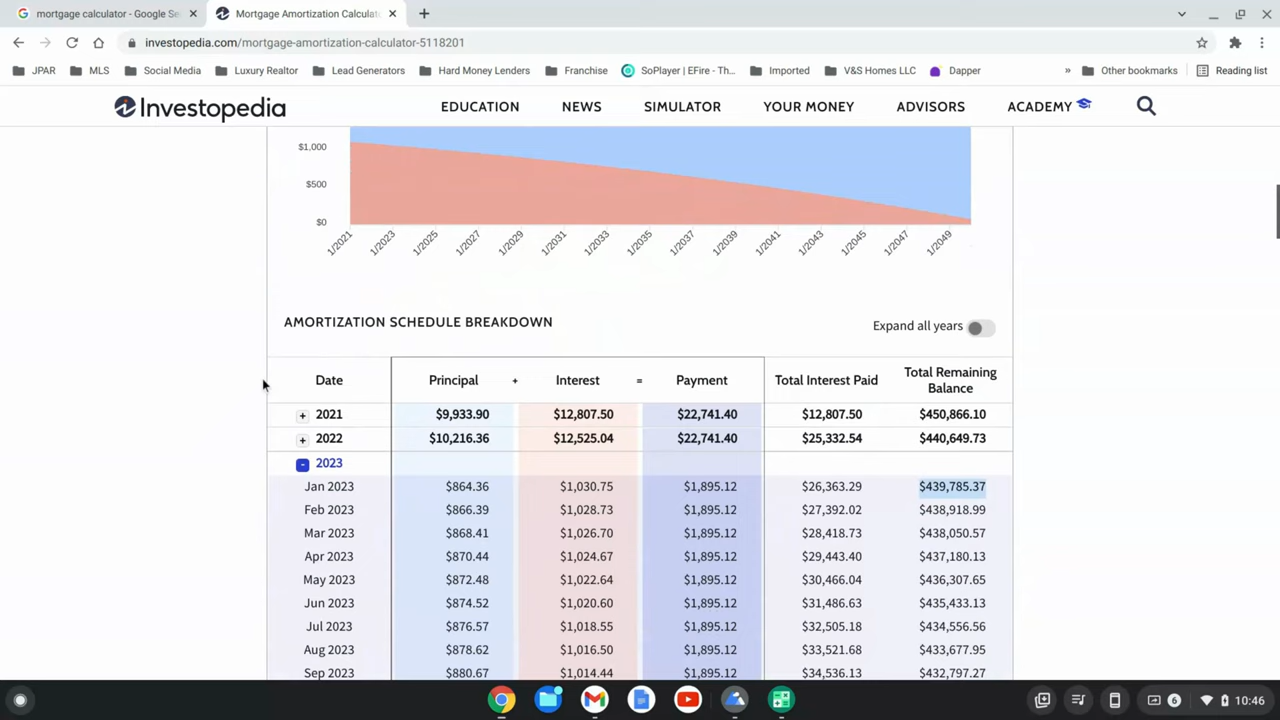 mortgage calculator - Google Se
Mortgage Amortization Calculat
investopedia.com/mortgage-amortization-calculator-5118201
JPAR MLS Social Media Luxury Realtor Lead Generators Hard Money Lenders Franchise SoPlayer | EFire - Th... Imported V&S Homes LLC Dapper » Other bookmarks Reading list
Investopedia EDUCATION NEWS SIMULATOR YOUR MONEY ADVISORS ACADEMY
$1,000
$500
$0
1/2021 1/2023 1/2025 1/2027 1/2029 1/2031 1/2033 1/2035 1/2037 1/2039 1/2041 1/2043 1/2045 1/2047 1/2049
AMORTIZATION SCHEDULE BREAKDOWN Expand all years
Date Principal + Interest = Payment Total Interest Paid Total Remaining Balance
+ 2021 $9,933.90 $12,807.50 $22,741.40 $12,807.50 $450,866.10
+ 2022 $10,216.36 $12,525.04 $22,741.40 $25,332.54 $440,649.73
- 2023
Jan 2023 $864.36 $1,030.75 $1,895.12 $26,363.29 $439,785.37
Feb 2023 $866.39 $1,028.73 $1,895.12 $27,392.02 $438,918.99
Mar 2023 $868.41 $1,026.70 $1,895.12 $28,418.73 $438,050.57
Apr 2023 $870.44 $1,024.67 $1,895.12 $29,443.40 $437,180.13
May 2023 $872.48 $1,022.64 $1,895.12 $30,466.04 $436,307.65
Jun 2023 $874.52 $1,020.60 $1,895.12 $31,486.63 $435,433.13
Jul 2023 $876.57 $1,018.55 $1,895.12 $32,505.18 $434,556.56
Aug 2023 $878.62 $1,016.50 $1,895.12 $33,521.68 $433,677.95
Sep 2023 $880.67 $1,014.44 $1,895.12 $34,536.13 $432,797.27
6 10:46